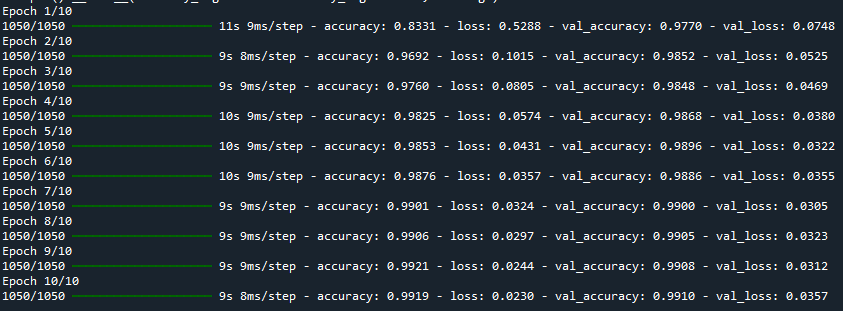 Epoch 1/10
1050/1050 ━━━━━━━━━━━━━━━━━━━━ 11s 9ms/step - accuracy: 0.8331 - loss: 0.5288 - val_accuracy: 0.9770 - val_loss: 0.0748
Epoch 2/10
1050/1050 ━━━━━━━━━━━━━━━━━━━━ 9s 8ms/step - accuracy: 0.9692 - loss: 0.1015 - val_accuracy: 0.9852 - val_loss: 0.0525
Epoch 3/10
1050/1050 ━━━━━━━━━━━━━━━━━━━━ 9s 9ms/step - accuracy: 0.9760 - loss: 0.0805 - val_accuracy: 0.9848 - val_loss: 0.0469
Epoch 4/10
1050/1050 ━━━━━━━━━━━━━━━━━━━━ 10s 9ms/step - accuracy: 0.9825 - loss: 0.0574 - val_accuracy: 0.9868 - val_loss: 0.0380
Epoch 5/10
1050/1050 ━━━━━━━━━━━━━━━━━━━━ 10s 9ms/step - accuracy: 0.9853 - loss: 0.0431 - val_accuracy: 0.9896 - val_loss: 0.0322
Epoch 6/10
1050/1050 ━━━━━━━━━━━━━━━━━━━━ 10s 9ms/step - accuracy: 0.9876 - loss: 0.0357 - val_accuracy: 0.9886 - val_loss: 0.0355
Epoch 7/10
1050/1050 ━━━━━━━━━━━━━━━━━━━━ 9s 9ms/step - accuracy: 0.9901 - loss: 0.0324 - val_accuracy: 0.9900 - val_loss: 0.0305
Epoch 8/10
1050/1050 ━━━━━━━━━━━━━━━━━━━━ 9s 9ms/step - accuracy: 0.9906 - loss: 0.0297 - val_accuracy: 0.9905 - val_loss: 0.0323
Epoch 9/10
1050/1050 ━━━━━━━━━━━━━━━━━━━━ 9s 9ms/step - accuracy: 0.9921 - loss: 0.0244 - val_accuracy: 0.9908 - val_loss: 0.0312
Epoch 10/10
1050/1050 ━━━━━━━━━━━━━━━━━━━━ 9s 8ms/step - accuracy: 0.9919 - loss: 0.0230 - val_accuracy: 0.9910 - val_loss: 0.0357